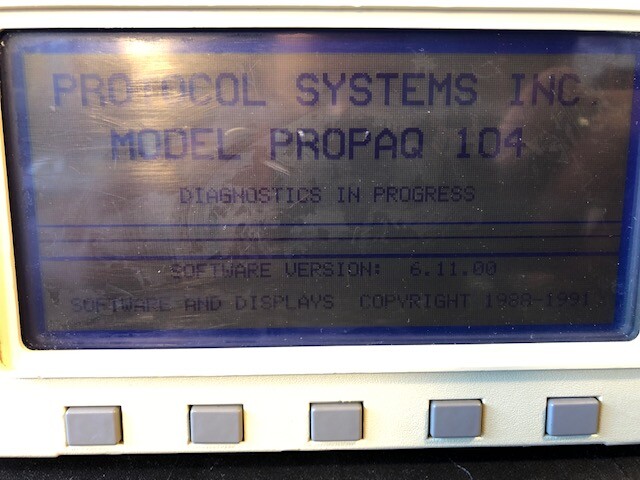 PROTOCOL SYSTEMS INC.
MODEL PROPAQ 104
DIAGNOSTICS IN PROGRESS
SOFTWARE VERSION: 6.11.00
SOFTWARE AND DISPLAYS COPYRIGHT 1988-1991